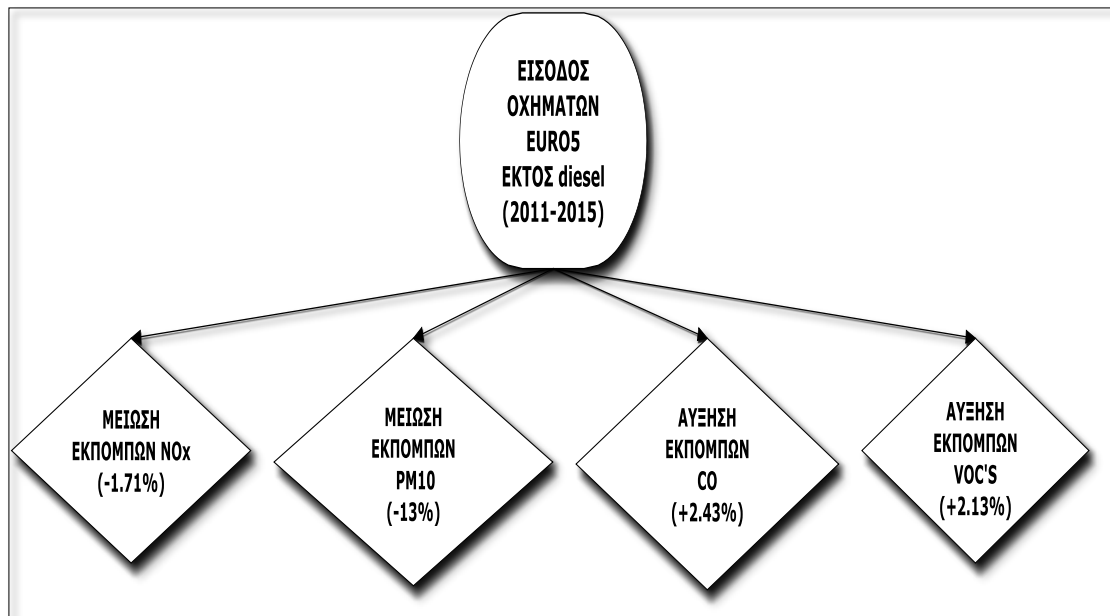 ΕΙΣΟΔΟΣ
ΟΧΗΜΑΤΩΝ
EURO5
ΕΚΤΟΣ diesel
(2011-2015)
ΜΕΙΩΣΗ
ΕΚΠΟΜΠΩΝ NOx
(-1.71%)
ΜΕΙΩΣΗ
ΕΚΠΟΜΠΩΝ
PM10
(-13%)
ΑΥΞΗΣΗ
ΕΚΠΟΜΠΩΝ
CO
(+2.43%)
ΑΥΞΗΣΗ
ΕΚΠΟΜΠΩΝ
VOC'S
(+2.13%)